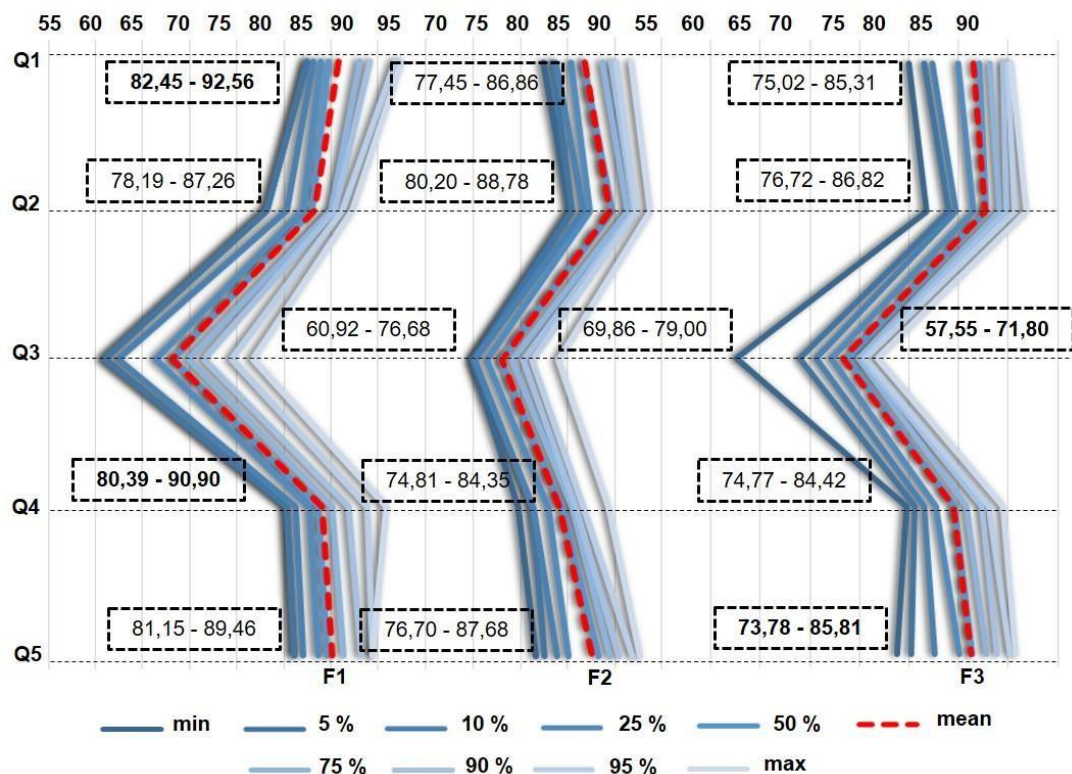 55 60 65 70 75 80 85 90 95 70 75 80 85 90 55 60 65 70 75 80 85 90
Q1
82,45 - 92,56
77,45 - 86,86
75,02 - 85,31
78,19 - 87,26
80,20 - 88,78
76,72 - 86,82
Q2
60,92 - 76,68
69,86 - 79,00
57,55 - 71,80
Q3
80,39 - 90,90
74,81 - 84,35
74,77 - 84,42
Q4
81,15 - 89,46
76,70 - 87,68
73,78 - 85,81
Q5
F1 F2 F3
min 5 % 10 % 25 % 50 % mean
75 % 90 % 95 % max